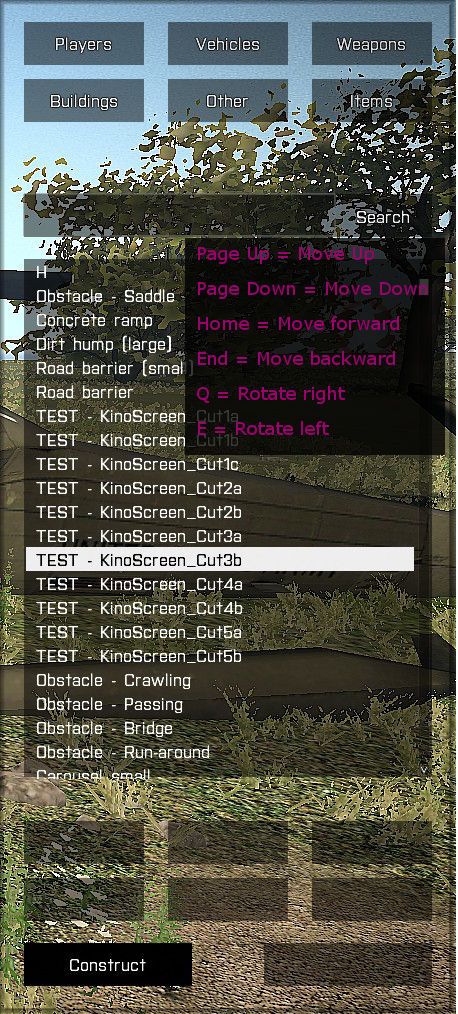 Players
Vehicles
Weapons
Buildings
Other
Items
Search
Page Up = Move Up
Page Down = Move Down
Home = Move forward
End = Move backward
Q = Rotate right
E = Rotate left
H
Obstacle - Saddle
Concrete ramp
Dirt hump (large)
Road barrier (smal)
Road barrier
TEST - KinoScreen_Cut1a
TEST - KinoScreen_Cut1b
TEST - KinoScreen_Cut1c
TEST - KinoScreen_Cut2a
TEST - KinoScreen_Cut2b
TEST - KinoScreen_Cut3a
TEST - KinoScreen_Cut3b
TEST - KinoScreen_Cut4a
TEST - KinoScreen_Cut4b
TEST - KinoScreen_Cut5a
TEST - KinoScreen_Cut5b
Obstacle - Crawling
Obstacle - Passing
Obstacle - Bridge
Obstacle - Run-around
Carousel small
Construct